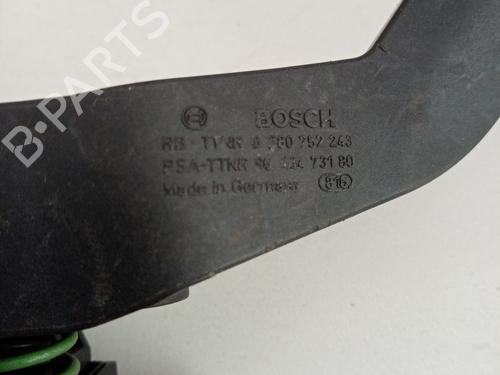 BOSCH
RB - TTNR 0 280 752 243
PSA-TTNR 96 434 731 80
Made in Germany 816
B-PARTS